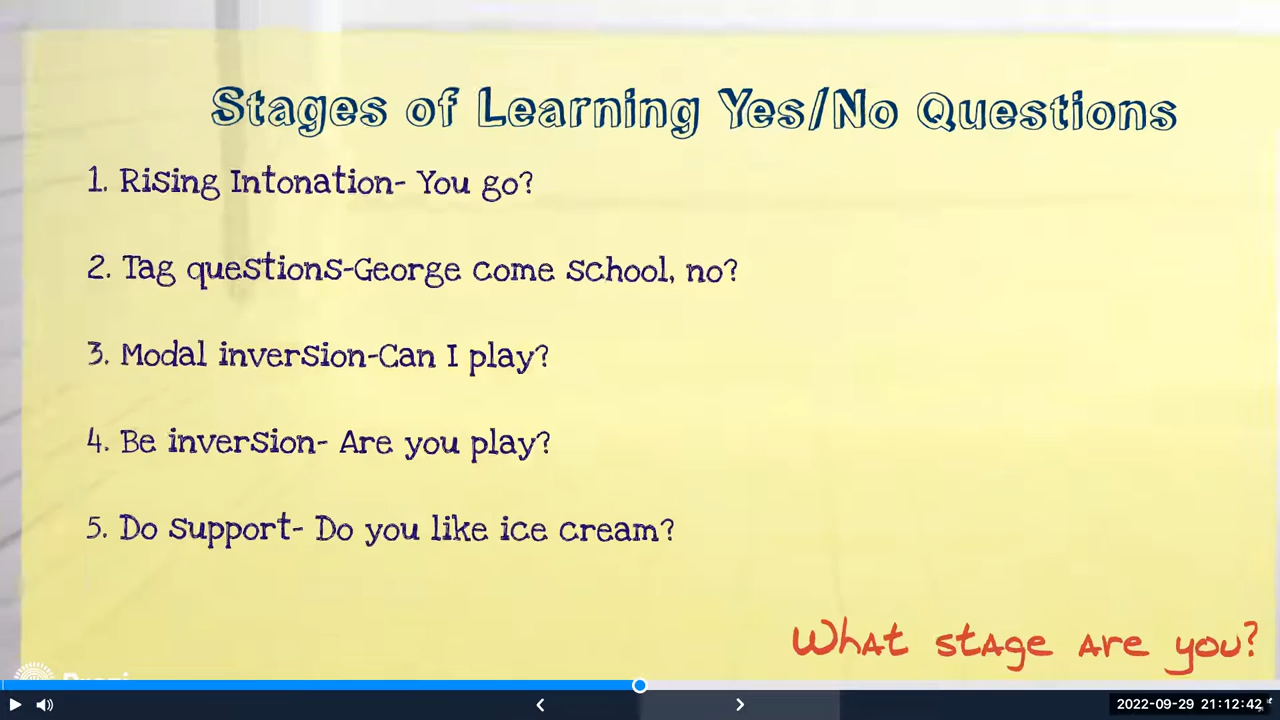 Stages of Learning Yes/No Questions
1. Rising Intonation- You go?
2. Tag questions-George come school, no?
3. Modal inversion-Can I play?
4. Be inversion- Are you play?
5. Do support- Do you like ice cream?
What stage are you?
2022-09-29 21:12:42